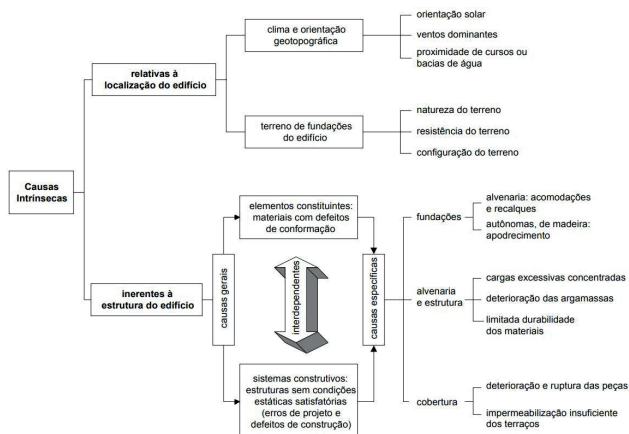 Causas
Intrínsecas
relativas à
localização do edifício
clima e orientação
geotopográfica
orientação solar
ventos dominantes
proximidade de cursos ou
bacias de água
terreno de fundações
do edifício
natureza do terreno
resistência do terreno
configuração do terreno
inerentes à
estrutura do edifício
causas gerais
elementos constituintes:
materiais com defeitos
de conformação
interdependentes
sistemas construtivos:
estruturas sem condições
estáticas satisfatórias
(erros de projeto e
defeitos de construção)
causas específicas
fundações
alvenaria: acomodações
e recalques
autônomas, de madeira:
apodrecimento
alvenaria
e estrutura
cargas excessivas concentradas
deterioração das argamassas
limitada durabilidade
dos materiais
cobertura
deterioração e ruptura das peças
impermeabilização insuficiente
dos terraços